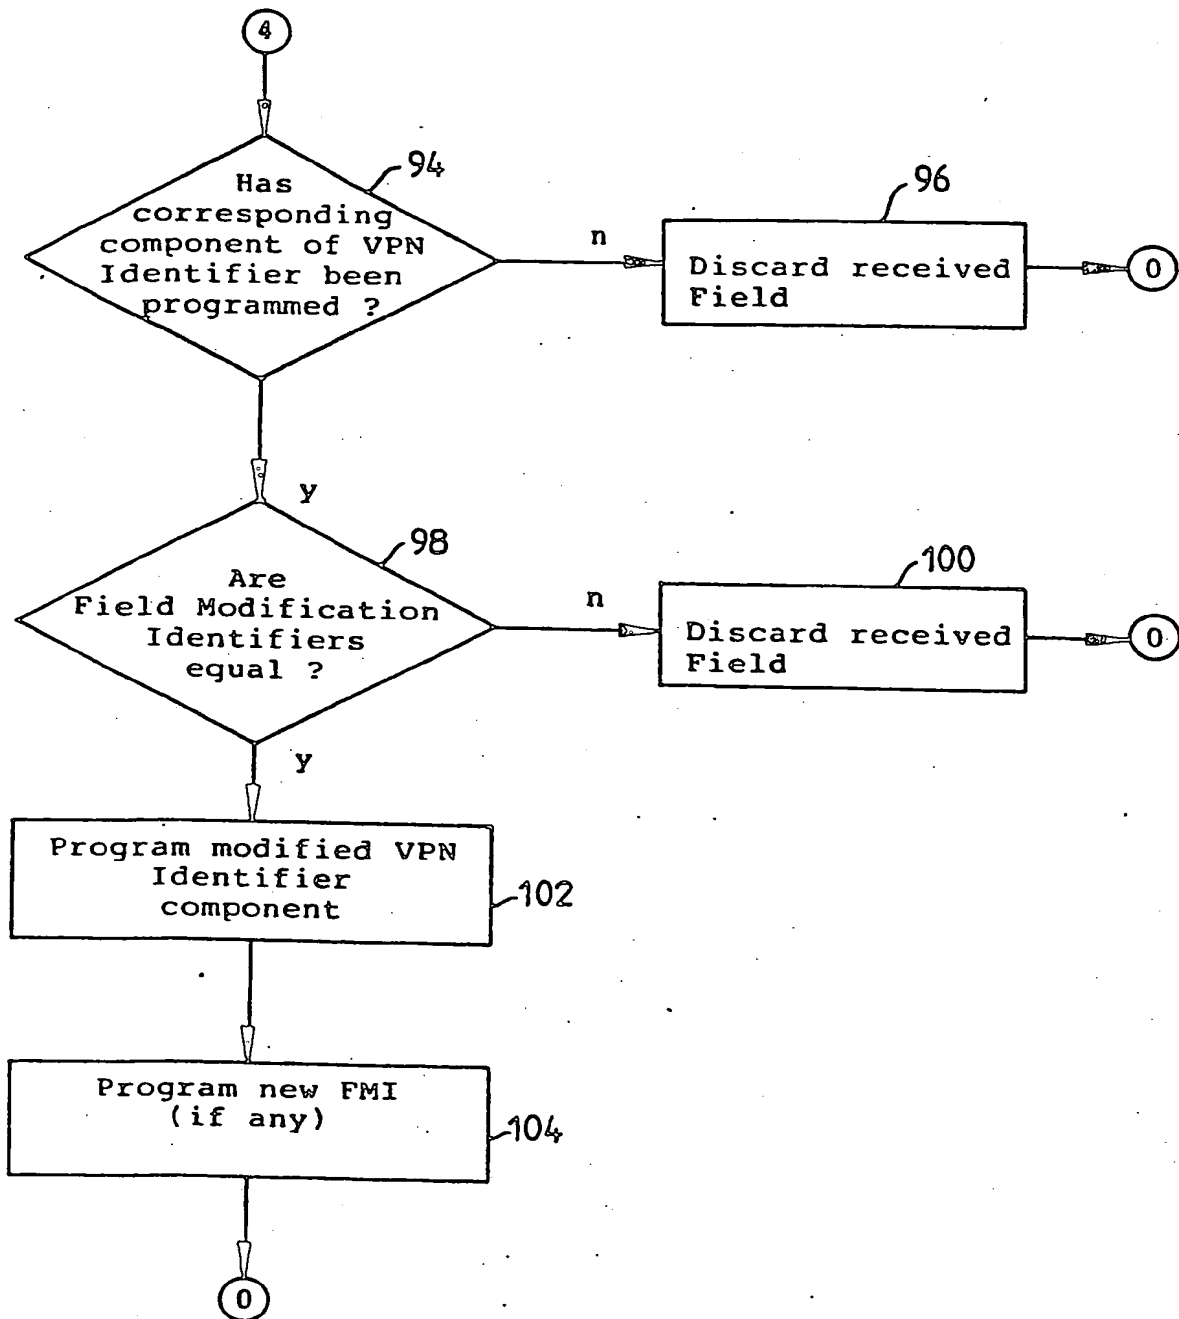 4
Has
corresponding
component of VPN
Identifier been
programmed ?
94
n
96
Discard received
Field
0
y
Are
Field Modification
Identifiers
equal ?
98
n
100
Discard received
Field
0
y
Program modified VPN
Identifier
component
102
Program new FMI
(if any)
104
0